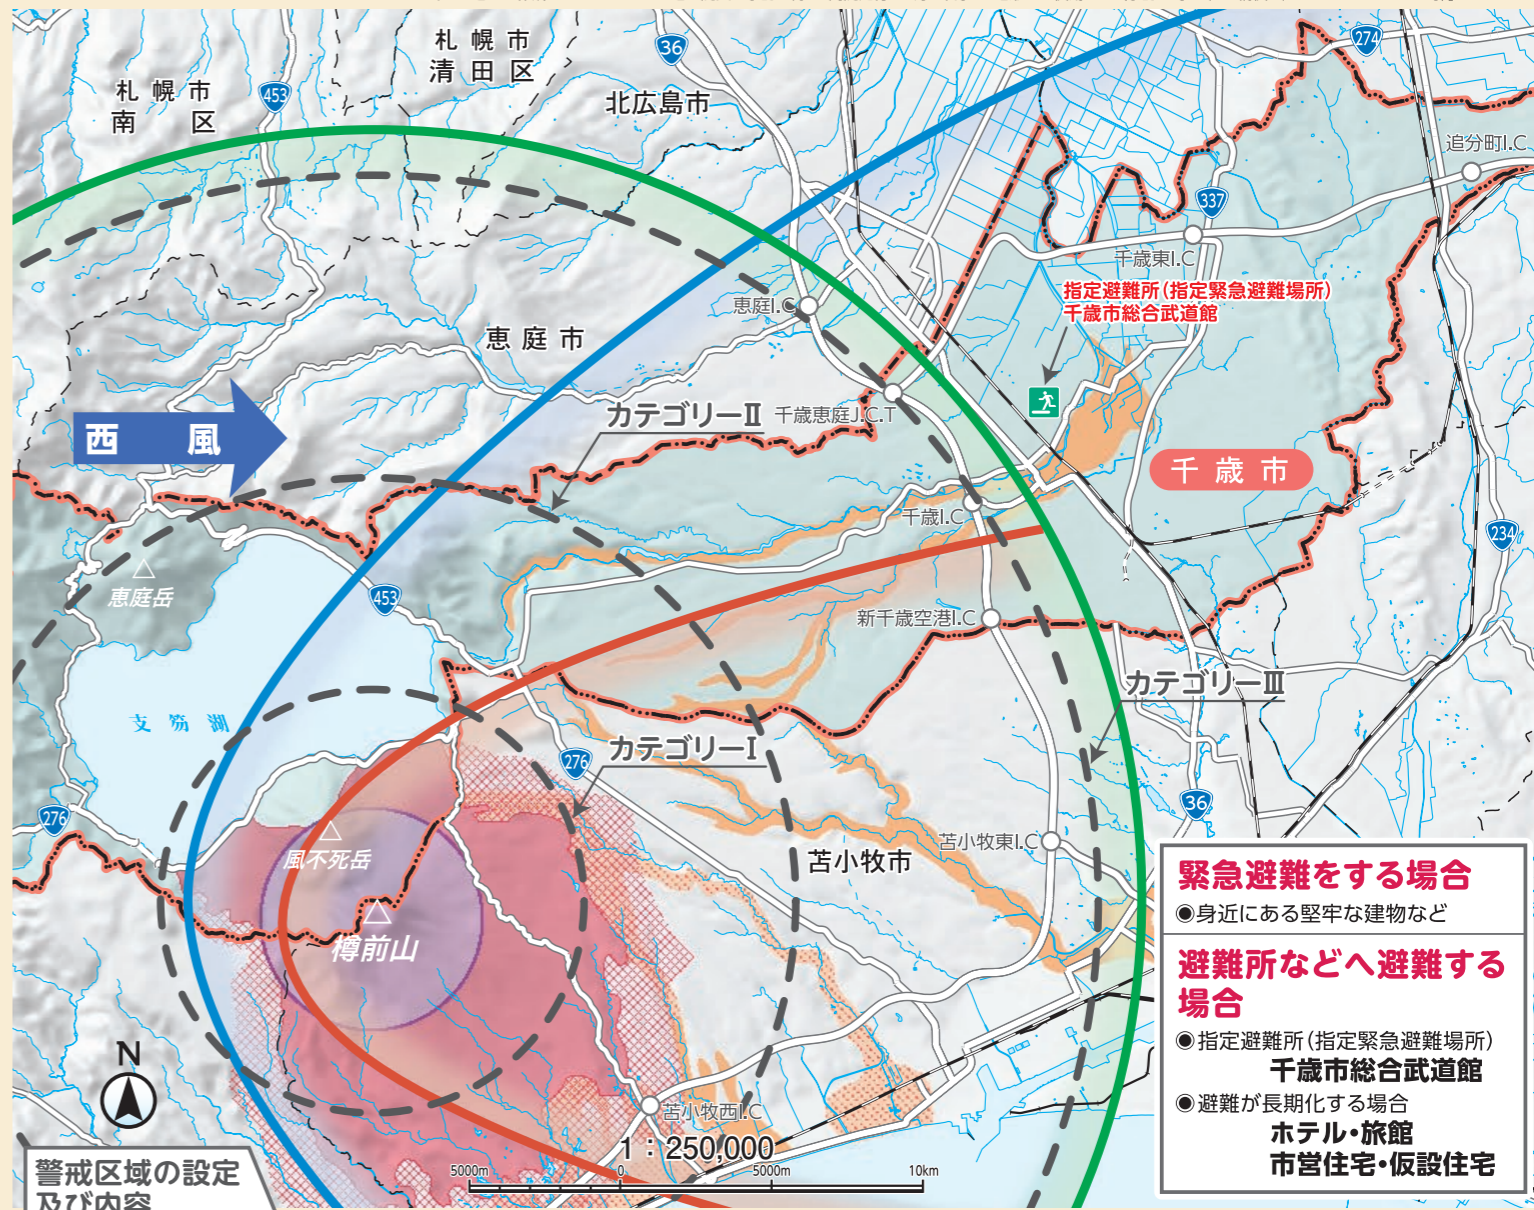 札幌市
清田区
36
274
453
札幌市
南区
北広島市
追分町I.C
337
千歳東I.C
指定避難所(指定緊急避難場所)
千歳市総合武道館
恵庭I.C
恵庭市
西風
カテゴリーⅡ
千歳恵庭J.C.T
千歳市
千歳I.C
234
恵庭岳
453
新千歳空港I.C
カテゴリーⅢ
支笏湖
カテゴリーⅠ
276
276
36
風不死岳
苫小牧東I.C
苫小牧市
樽前山
緊急避難をする場合
◉身近にある堅牢な建物など
避難所などへ避難する
場合
◉指定避難所(指定緊急避難場所)
千歳市総合武道館
◉避難が長期化する場合
ホテル・旅館
市営住宅・仮設住宅
N
苫小牧西I.C
1:250,000
5000m 0 5000m 10km
警戒区域の設定
及び内容